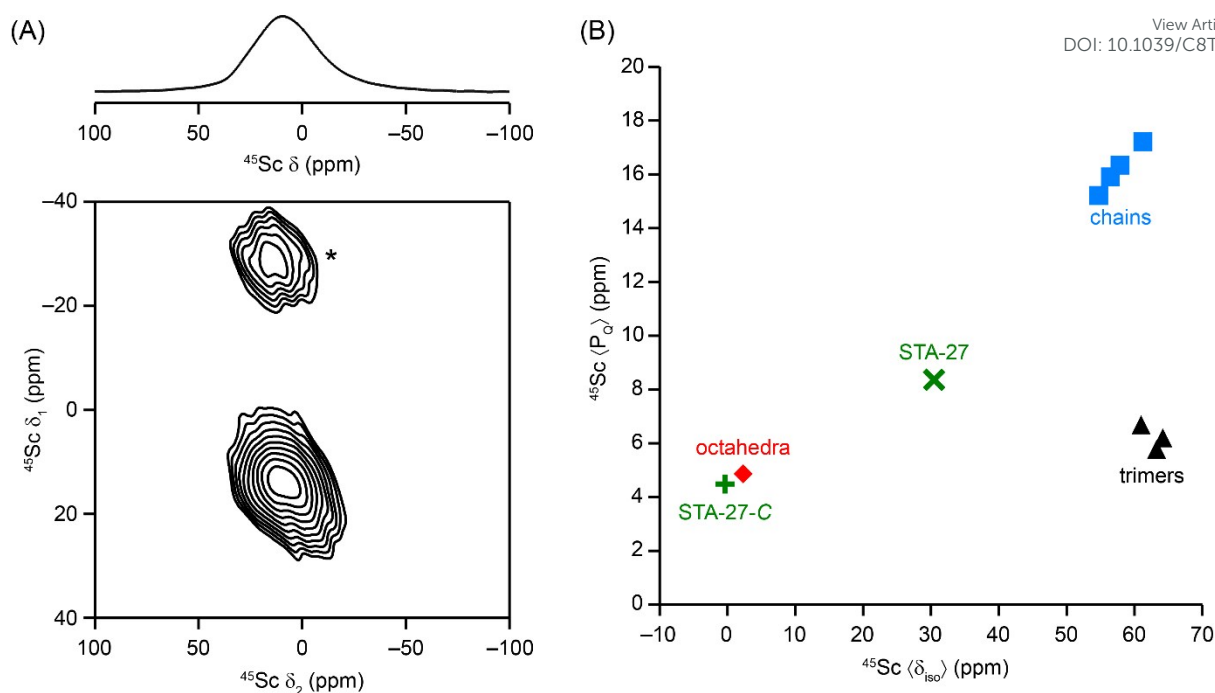 (A)
100 50 0 –50 –100
⁴⁵Sc δ (ppm)
–40
–20
0
20
40
⁴⁵Sc δ₁ (ppm)
*
100 50 0 –50 –100
⁴⁵Sc δ₂ (ppm)
(B)
View Arti
DOI: 10.1039/C8T
20
18
16
14
12
10
8
6
4
2
0
⁴⁵Sc ⟨P_Q⟩ (ppm)
chains
STA-27
octahedra
trimers
STA-27-C
–10 0 10 20 30 40 50 60 70
⁴⁵Sc ⟨δ_iso⟩ (ppm)